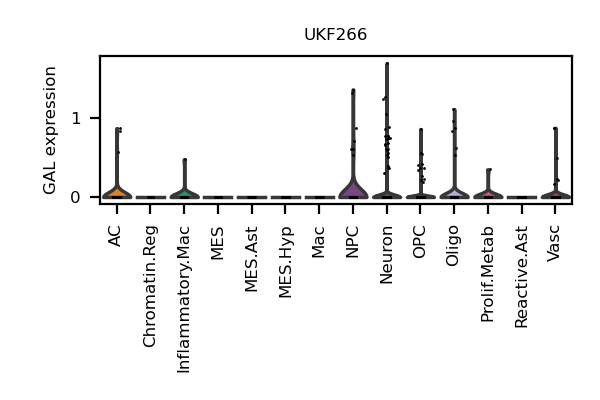 UKF266
GAL expression
1
0
AC
Chromatin.Reg
Inflammatory.Mac
MES
MES.Ast
MES.Hyp
Mac
NPC
Neuron
OPC
Oligo
Prolif.Metab
Reactive.Ast
Vasc